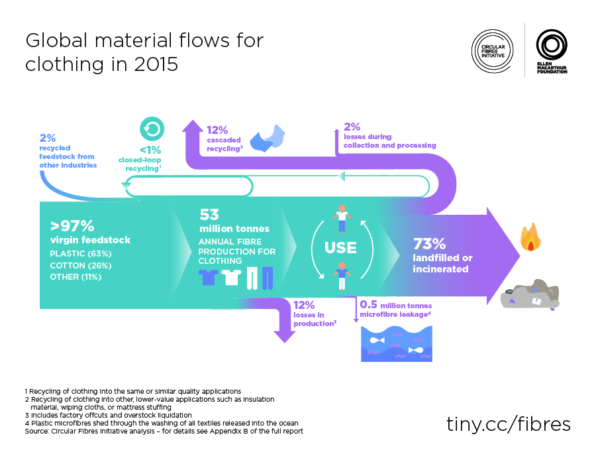 Global material flows for
clothing in 2015
CIRCULAR
FIBRES
INITIATIVE
ELLEN
MACARTHUR
FOUNDATION
2%
recycled
feedstock from
other industries
<1%
closed-loop
recycling¹
12%
cascaded
recycling²
2%
losses during
collection and processing
>97%
virgin feedstock
PLASTIC (63%)
COTTON (26%)
OTHER (11%)
53
million tonnes
ANNUAL FIBRE
PRODUCTION FOR
CLOTHING
USE
73%
landfilled or
incinerated
12%
losses in
production³
0.5 million tonnes
microfibre leakage⁴
1 Recycling of clothing into the same or similar quality applications
2 Recycling of clothing into other, lower-value applications such as insulation
material, wiping cloths, or mattress stuffing
3 Includes factory offcuts and overstock liquidation
4 Plastic microfibres shed through the washing of all textiles released into the ocean
Source: Circular Fibres Initiative analysis – for details see Appendix B of the full report
tiny.cc/fibres